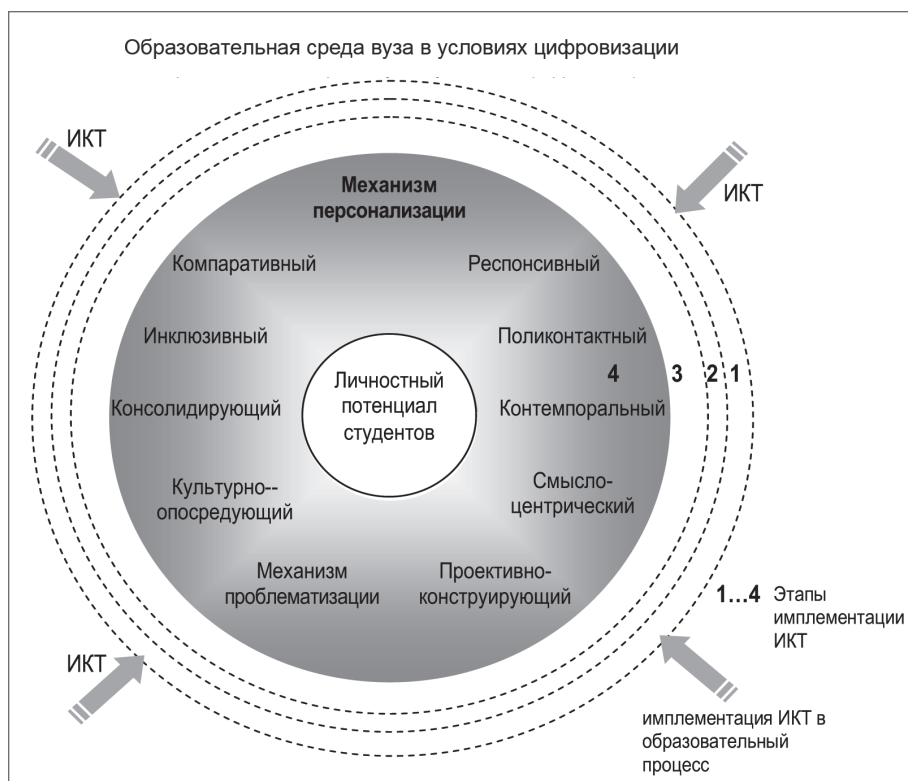 Образовательная среда вуза в условиях цифровизации
ИКТ
ИКТ
Механизм
персонализации
Компаративный
Респонсивный
Инклюзивный
Поликонтактный
4 3 2 1
Личностный
потенциал
студентов
Консолидирующий
Контемпоральный
Культурно--
опосредующий
Смысло-
центрический
Механизм
проблематизации
Проективно-
конструирующий
1...4 Этапы
имплементации
ИКТ
ИКТ
имплементация ИКТ в
образовательный
процесс